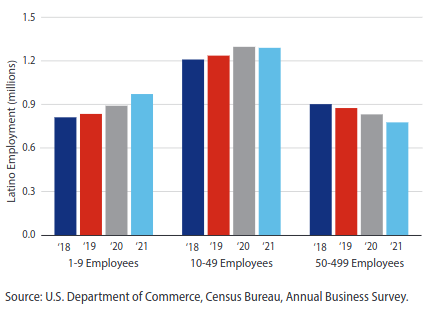 1.5
1.2
0.9
0.6
0.3
0.0
Latino Employment (millions)
‘18 ‘19 ‘20 ‘21 ‘18 ‘19 ‘20 ‘21 ‘18 ‘19 ‘20 ‘21
1-9 Employees 10-49 Employees 50-499 Employees
Source: U.S. Department of Commerce, Census Bureau, Annual Business Survey.